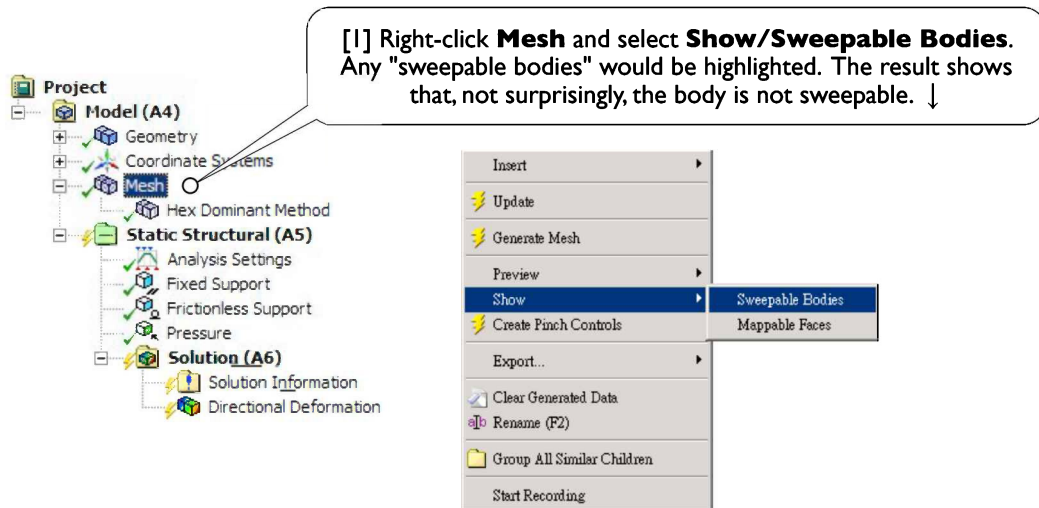 [1] Right-click Mesh and select Show/Sweepable Bodies.
Any "sweepable bodies" would be highlighted. The result shows
that, not surprisingly, the body is not sweepable. ↓
Project
Model (A4)
Geometry
Coordinate Systems
Mesh
Hex Dominant Method
Static Structural (A5)
Analysis Settings
Fixed Support
Frictionless Support
Pressure
Solution (A6)
Solution Information
Directional Deformation
Insert
Update
Generate Mesh
Preview
Show
Create Pinch Controls
Export...
Clear Generated Data
Rename (F2)
Group All Similar Children
Start Recording
Sweepable Bodies
Mappable Faces